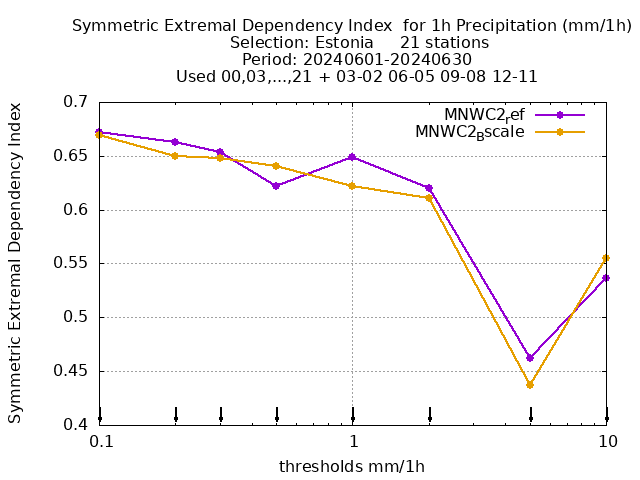 Symmetric Extremal Dependency Index  for 1h Precipitation (mm/1h)
Selection: Estonia     21 stations
Period: 20240601-20240630
Used 00,03,...,21 + 03-02 06-05 09-08 12-11
MNWC2_ref
MNWC2_Bscale
Symmetric Extremal Dependency Index
0.7
0.65
0.6
0.55
0.5
0.45
0.4
0.1
1
10
thresholds mm/1h